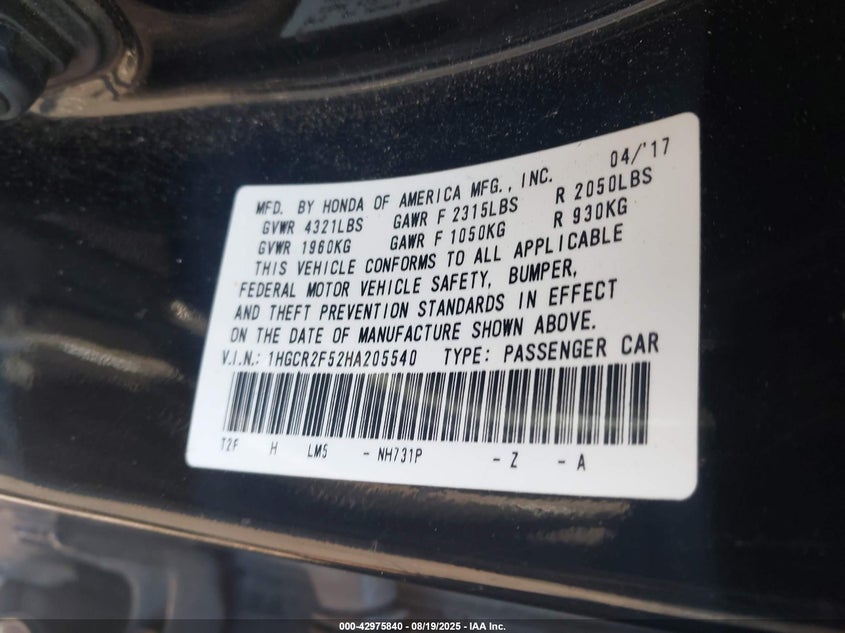 04/'17
MFD. BY HONDA OF AMERICA MFG., INC.
GVWR 4321LBS GAWR F 2315LBS R 2050LBS
GVWR 1960KG GAWR F 1050KG R 930KG
THIS VEHICLE CONFORMS TO ALL APPLICABLE
FEDERAL MOTOR VEHICLE SAFETY, BUMPER,
AND THEFT PREVENTION STANDARDS IN EFFECT
ON THE DATE OF MANUFACTURE SHOWN ABOVE.
V.I.N.: 1HGCR2F52HA205540 TYPE: PASSENGER CAR
T2F H LM5 - NH731P - Z - A
000-42975840 - 08/19/2025 - IAA Inc.